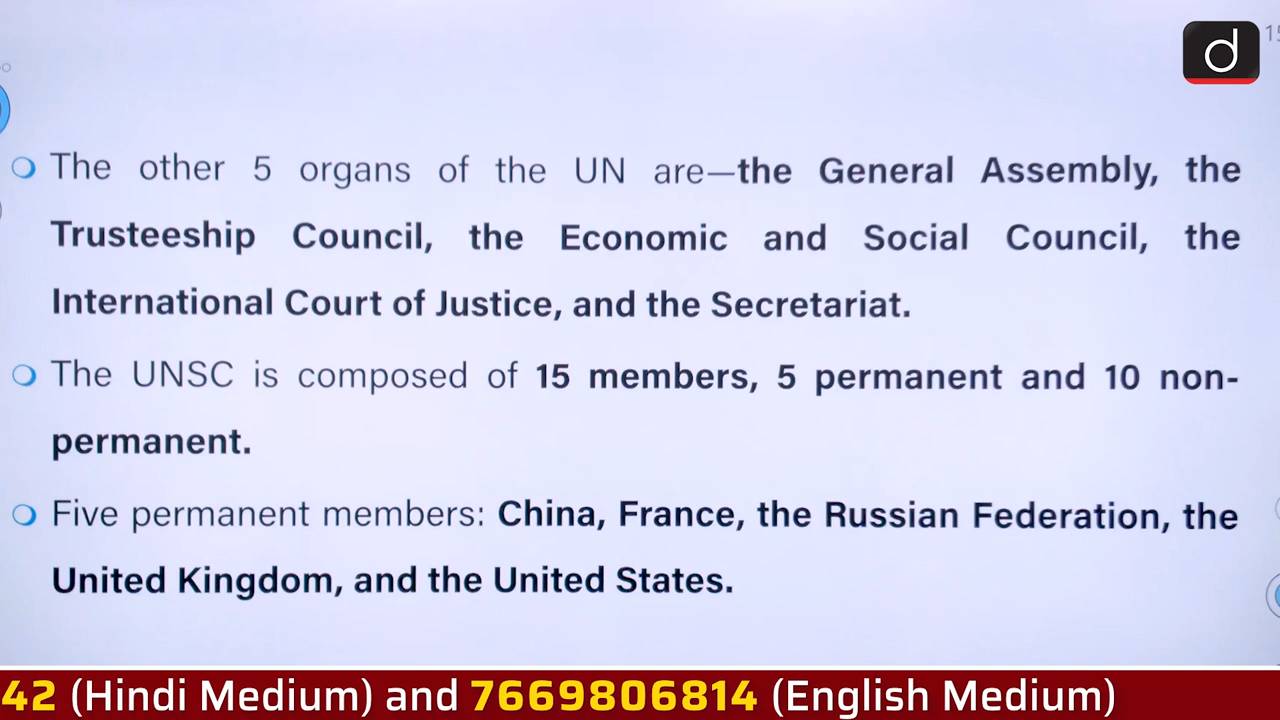 d
15
The other 5 organs of the UN are—the General Assembly, the
Trusteeship Council, the Economic and Social Council, the
International Court of Justice, and the Secretariat.
The UNSC is composed of 15 members, 5 permanent and 10 non-
permanent.
Five permanent members: China, France, the Russian Federation, the
United Kingdom, and the United States.
42 (Hindi Medium) and 7669806814 (English Medium)